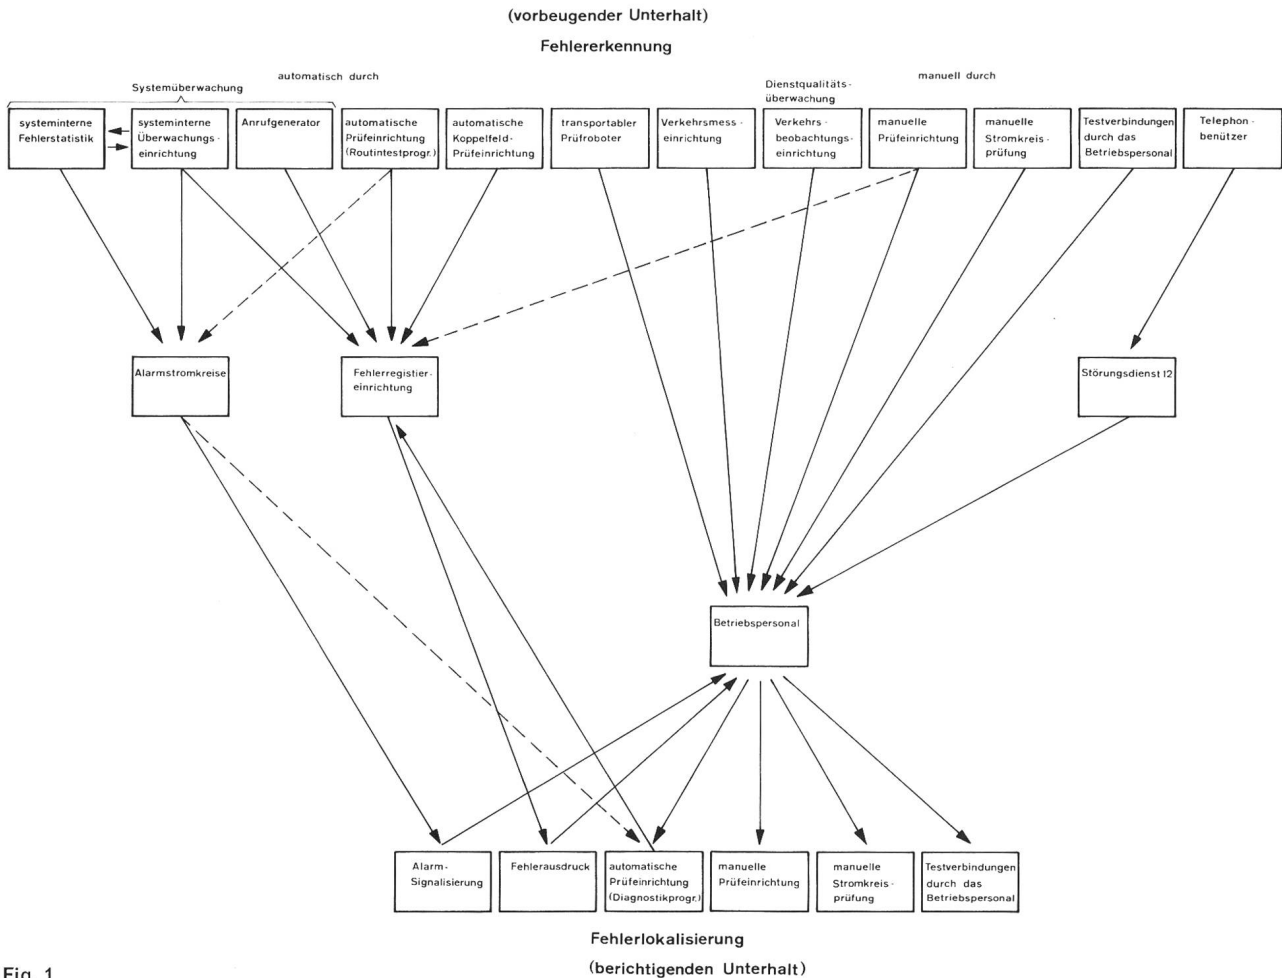 (vorbeugender Unterhalt)
Fehlererkennung
automatisch durch
manuell durch
Systemüberwachung
Dienstqualitäts-
überwachung
systeminterne
Fehlerstatistik
systeminterne
Überwachungs-
einrichtung
Anrufgenerator
automatische
Prüfeinrichtung
(Routintestprogr.)
automatische
Koppelfeld-
Prüfeinrichtung
transportabler
Prüfroboter
Verkehrsmess-
einrichtung
Verkehrs-
beobachtungs-
einrichtung
manuelle
Prüfeinrichtung
manuelle
Stromkreis-
prüfung
Testverbindungen
durch das
Betriebspersonal
Telephon-
benützer
Alarmstromkreise
Fehlerregistier-
einrichtung
Störungsdienst 12
Betriebspersonal
Alarm-
Signalisierung
Fehlerausdruck
automatische
Prüfeinrichtung
(Diagnostikprogr.)
manuelle
Prüfeinrichtung
manuelle
Stromkreis-
prüfung
Testverbindungen
durch das
Betriebspersonal
Fehlerlokalisierung
(berichtigenden Unterhalt)
Fig. 1